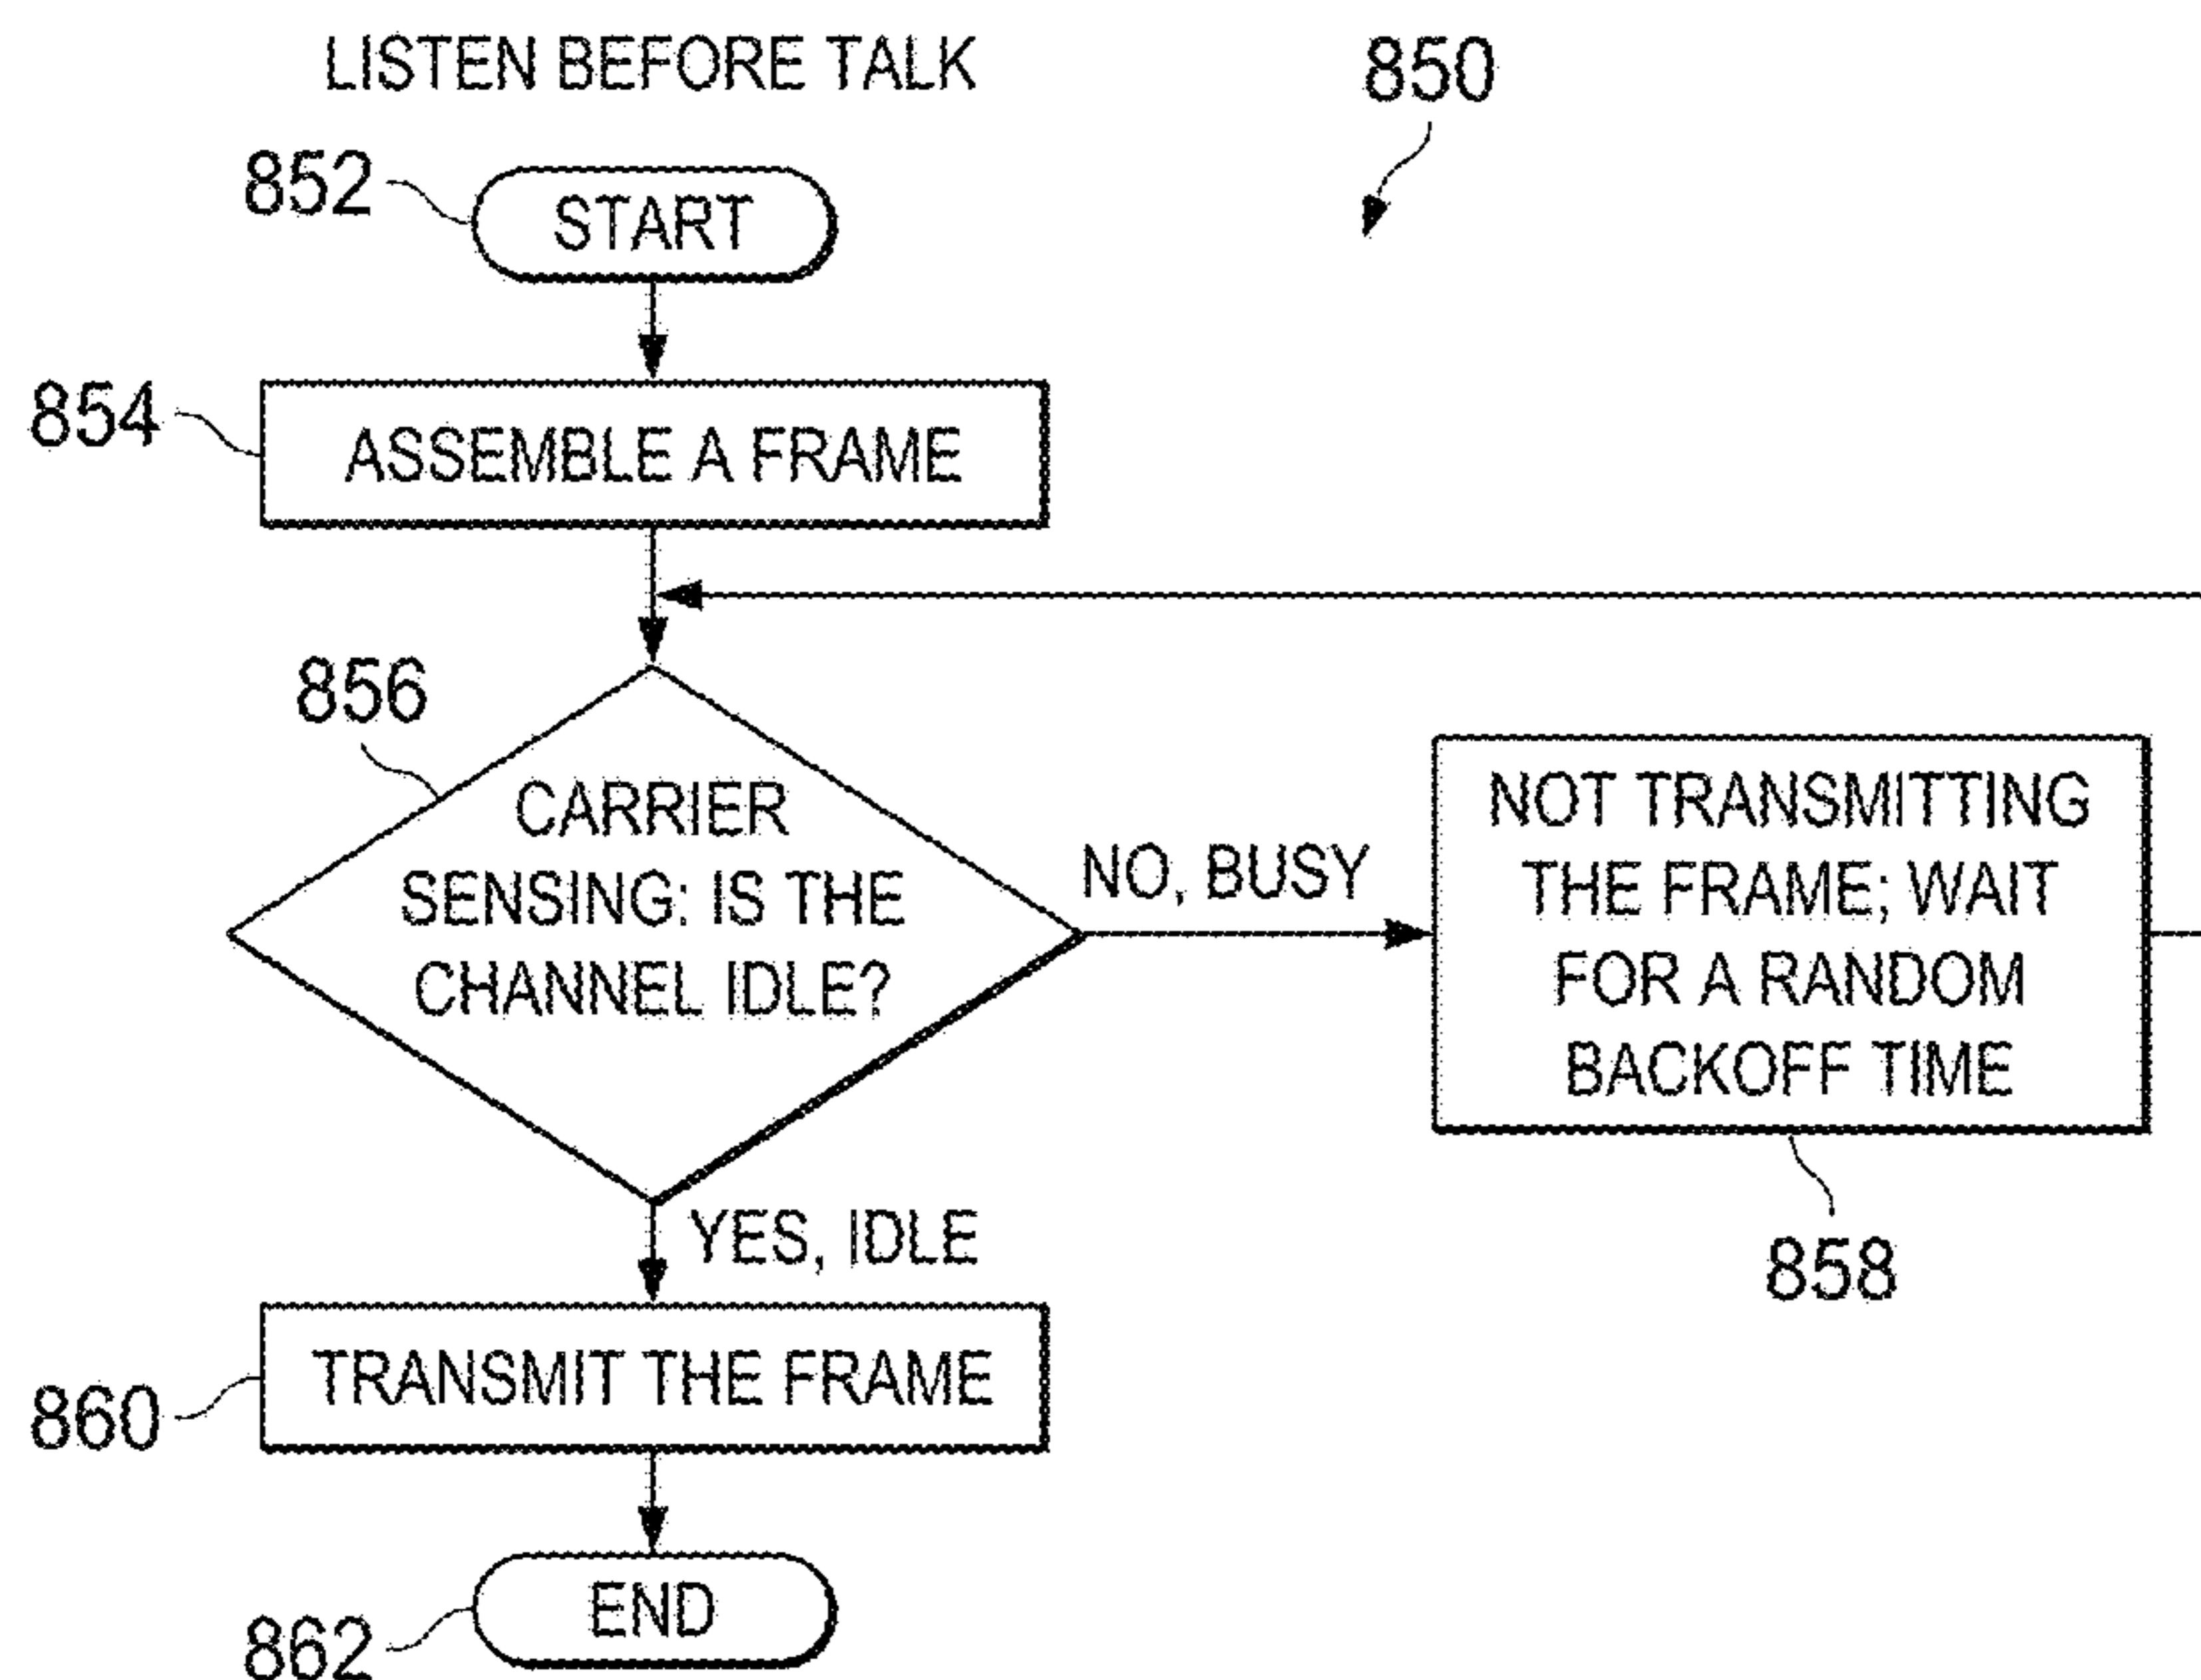 LISTEN BEFORE TALK
850
852
START
854
ASSEMBLE A FRAME
856
CARRIER
SENSING: IS THE
CHANNEL IDLE?
NO, BUSY
NOT TRANSMITTING
THE FRAME; WAIT
FOR A RANDOM
BACKOFF TIME
858
YES, IDLE
860
TRANSMIT THE FRAME
862
END